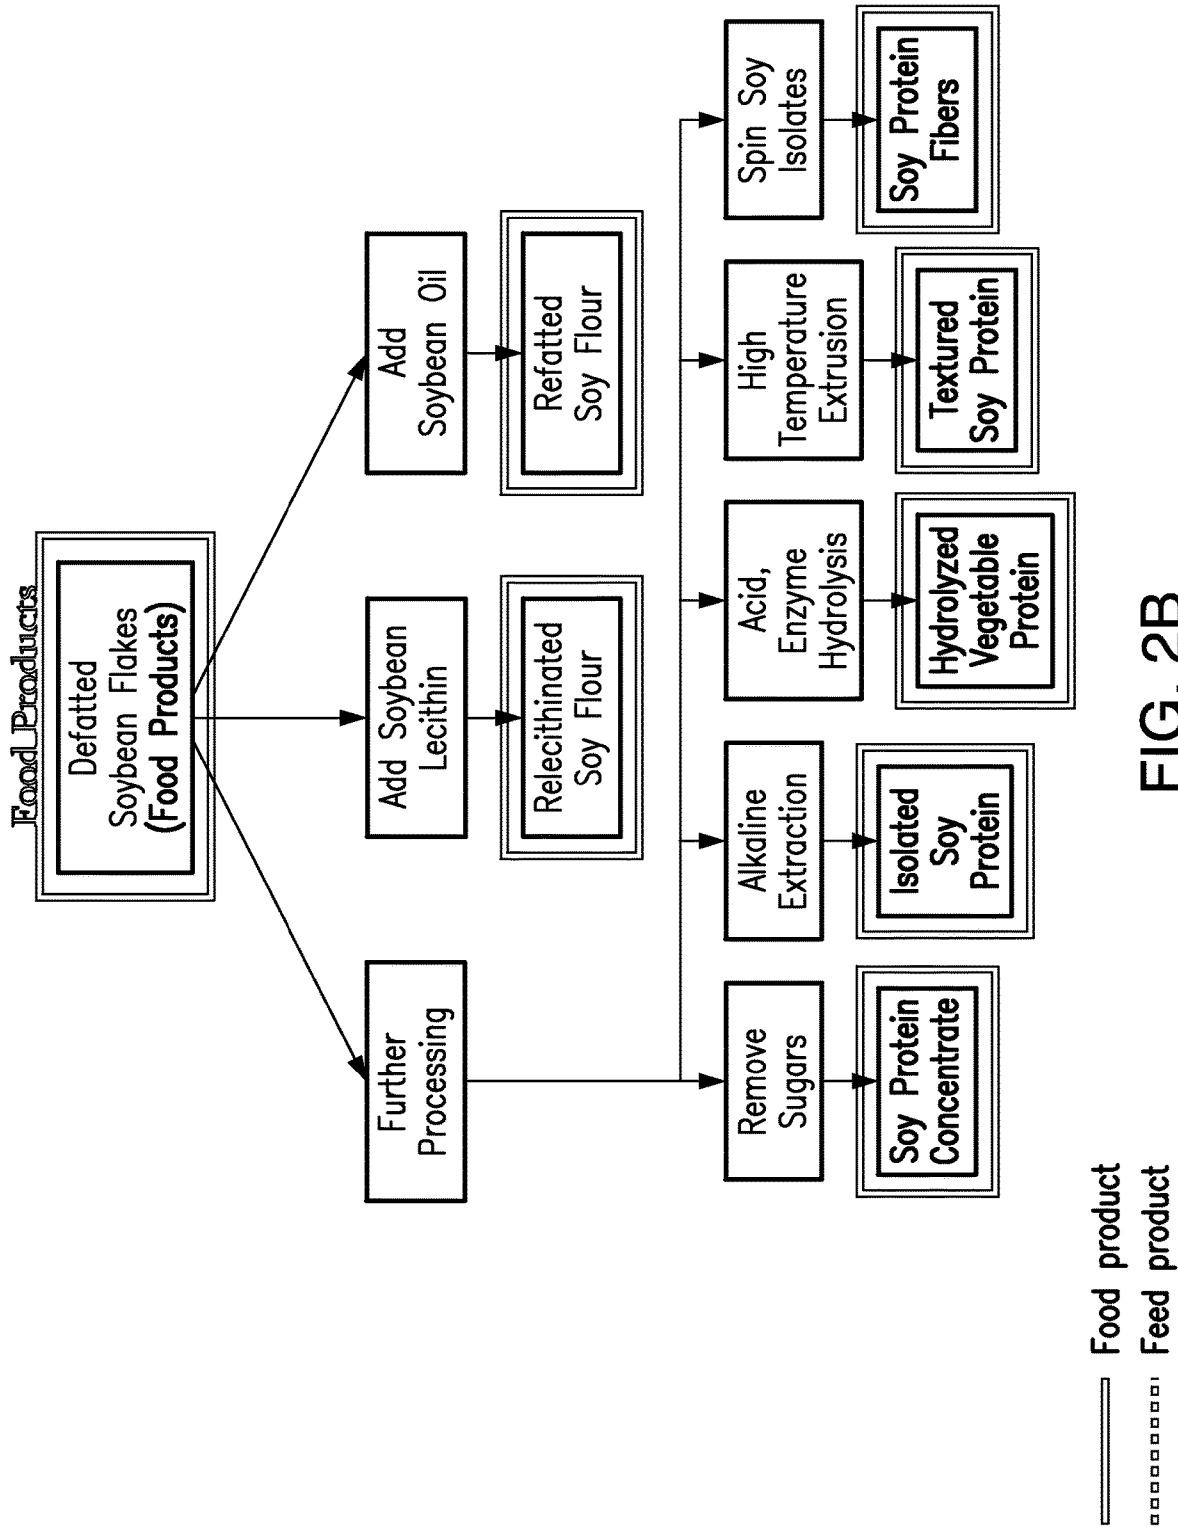 Food Products
Defatted
Soybean Flakes
(Food Products)
Further
Processing
Add Soybean
Lecithin
Add
Soybean Oil
Relecithinated
Soy Flour
Refatted
Soy Flour
Remove
Sugars
Alkaline
Extraction
Acid,
Enzyme
Hydrolysis
High
Temperature
Extrusion
Spin Soy
Isolates
Soy Protein
Concentrate
Isolated
Soy
Protein
Hydrolyzed
Vegetable
Protein
Textured
Soy Protein
Soy Protein
Fibers
Food product
Feed product
FIG. 2B